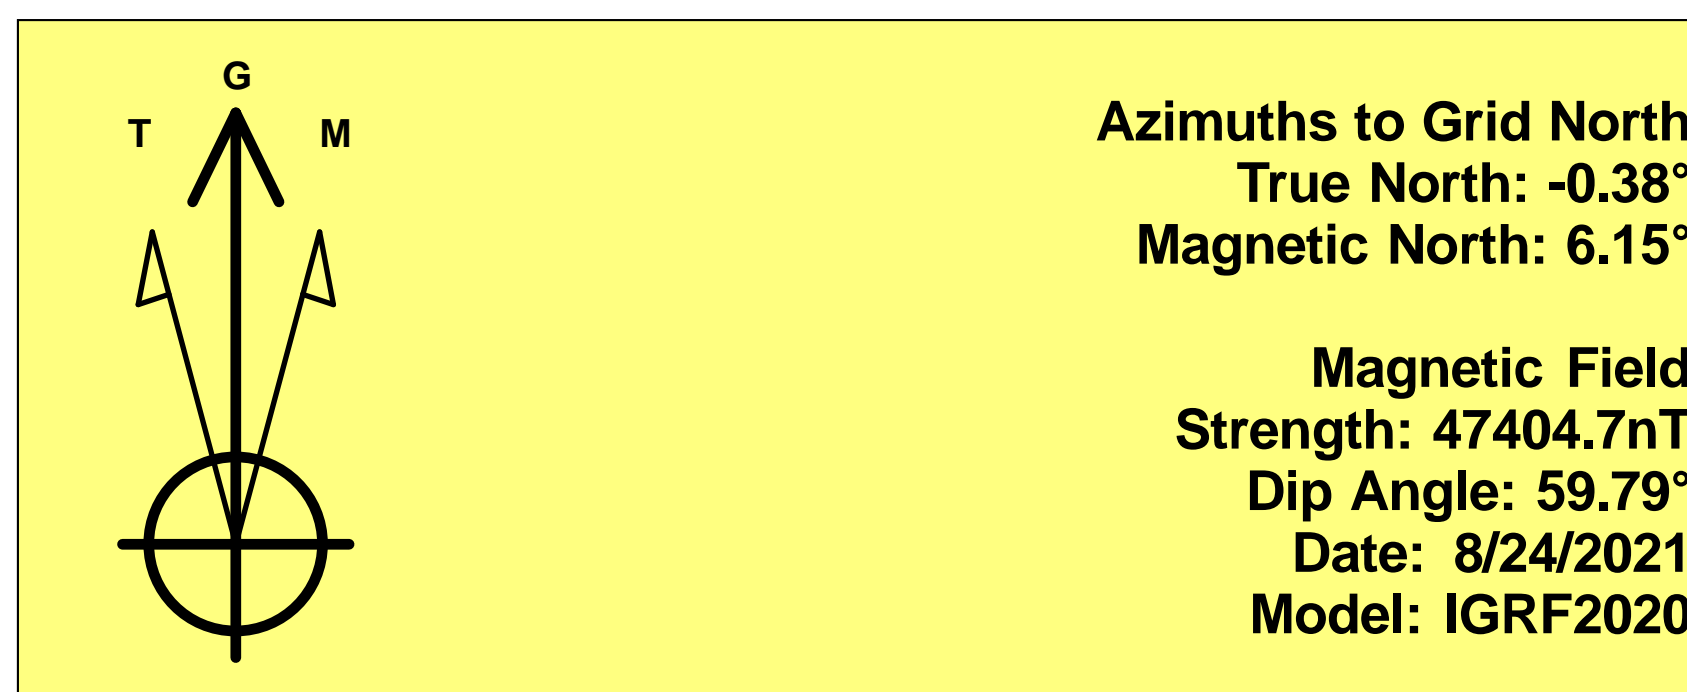 G
T M
Azimuths to Grid North
True North: -0.38°
Magnetic North: 6.15°
Magnetic Field
Strength: 47404.7nT
Dip Angle: 59.79°
Date: 8/24/2021
Model: IGRF2020